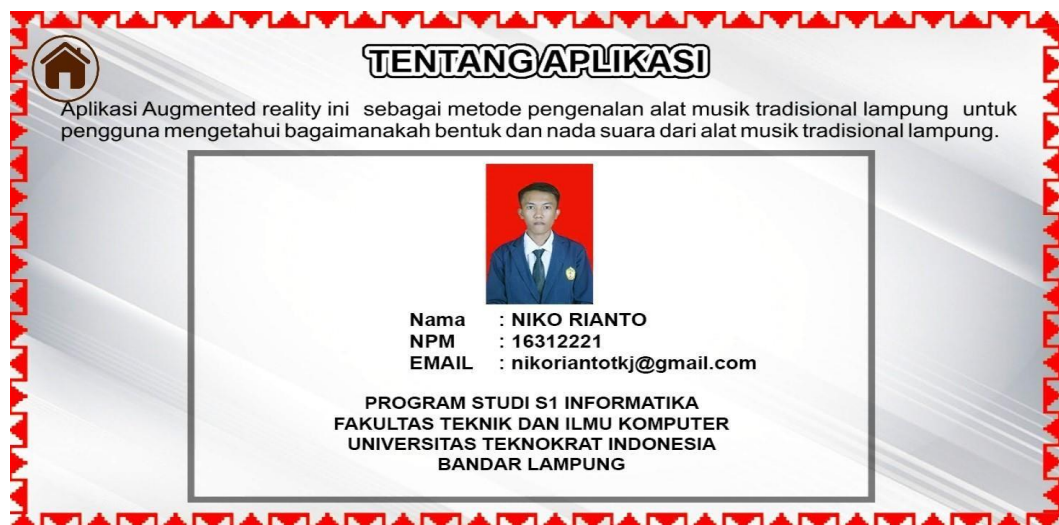 TENTANG APLIKASI
Aplikasi Augmented reality ini sebagai metode pengenalan alat musik tradisional lampung untuk
pengguna mengetahui bagaimanakah bentuk dan nada suara dari alat musik tradisional lampung.
Nama : NIKO RIANTO
NPM : 16312221
EMAIL : nikoriantotkj@gmail.com
PROGRAM STUDI S1 INFORMATIKA
FAKULTAS TEKNIK DAN ILMU KOMPUTER
UNIVERSITAS TEKNOKRAT INDONESIA
BANDAR LAMPUNG